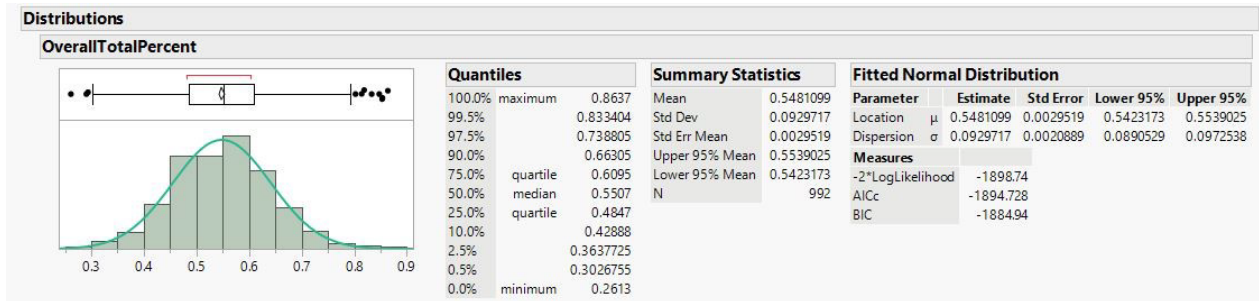 Distributions
OverallTotalPercent
0.3 0.4 0.5 0.6 0.7 0.8 0.9
Quantiles
100.0% maximum 0.8637
99.5% 0.833404
97.5% 0.738805
90.0% 0.66305
75.0% quartile 0.6095
50.0% median 0.5507
25.0% quartile 0.4847
10.0% 0.42888
2.5% 0.3637725
0.5% 0.3026755
0.0% minimum 0.2613
Summary Statistics
Mean 0.5481099
Std Dev 0.0929717
Std Err Mean 0.0029519
Upper 95% Mean 0.5539025
Lower 95% Mean 0.5423173
N 992
Fitted Normal Distribution
Parameter Estimate Std Error Lower 95% Upper 95%
Location μ 0.5481099 0.0029519 0.5423173 0.5539025
Dispersion σ 0.0929717 0.0020889 0.0890529 0.0972538
Measures
-2*LogLikelihood -1898.74
AICc -1894.728
BIC -1884.94